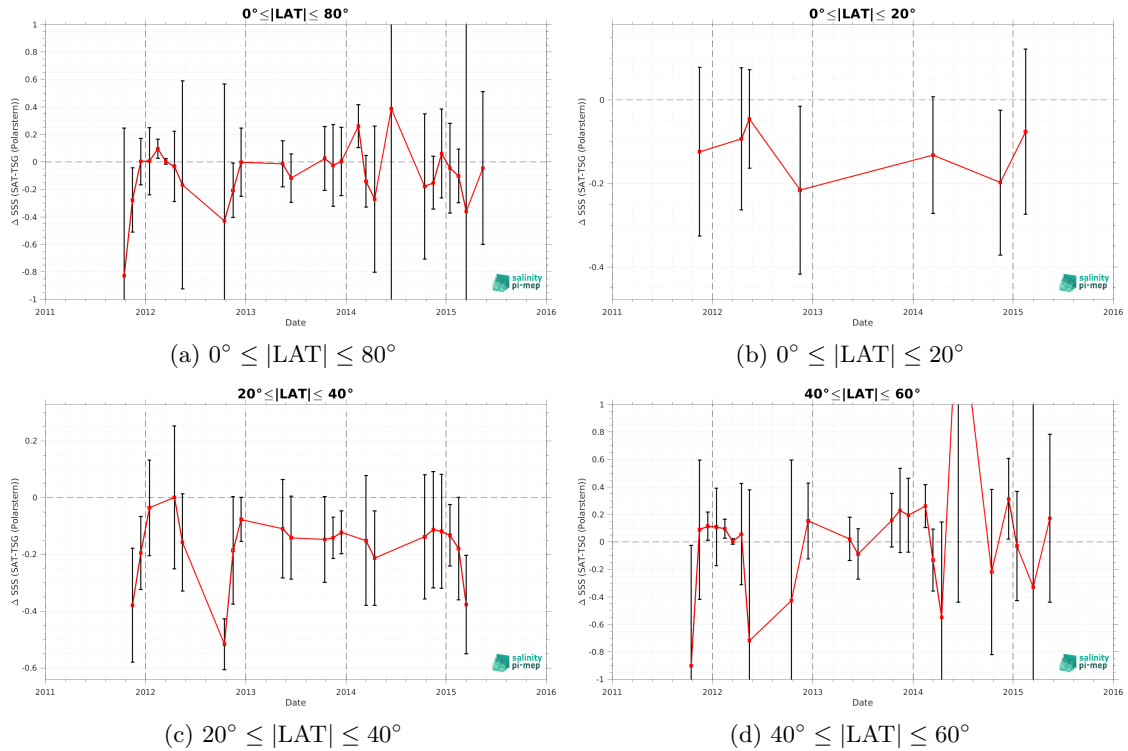 0°≤|LAT|≤ 80°
Δ SSS (SAT-TSG (Polarstern))
1
0.8
0.6
0.4
0.2
0
-0.2
-0.4
-0.6
-0.8
-1
2011 2012 2013 2014 2015 2016
Date
salinity
pi-mep
(a) 0° ≤ |LAT| ≤ 80°
0°≤|LAT|≤ 20°
Δ SSS (SAT-TSG (Polarstern))
0
-0.2
-0.4
2011 2012 2013 2014 2015 2016
Date
salinity
pi-mep
(b) 0° ≤ |LAT| ≤ 20°
20°≤|LAT|≤ 40°
Δ SSS (SAT-TSG (Polarstern))
0.2
0
-0.2
-0.4
-0.6
2011 2012 2013 2014 2015 2016
Date
salinity
pi-mep
(c) 20° ≤ |LAT| ≤ 40°
40°≤|LAT|≤ 60°
Δ SSS (SAT-TSG (Polarstern))
1
0.8
0.6
0.4
0.2
0
-0.2
-0.4
-0.6
-0.8
-1
2011 2012 2013 2014 2015 2016
Date
salinity
pi-mep
(d) 40° ≤ |LAT| ≤ 60°